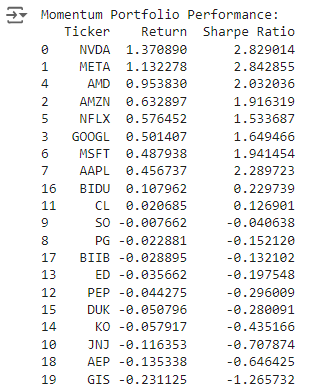 Momentum Portfolio Performance:
Ticker Return Sharpe Ratio
0 NVDA 1.370890 2.829014
1 META 1.132278 2.842855
4 AMD 0.953830 2.032036
2 AMZN 0.632897 1.916319
5 NFLX 0.576452 1.533687
3 GOOGL 0.501407 1.649466
6 MSFT 0.487938 1.941454
7 AAPL 0.456737 2.289723
16 BIDU 0.107962 0.229739
11 CL 0.020685 0.126901
9 SO -0.007662 -0.040638
8 PG -0.022881 -0.152120
17 BIIB -0.028895 -0.132102
13 ED -0.035662 -0.197548
12 PEP -0.044275 -0.296009
15 DUK -0.050796 -0.280091
14 KO -0.057917 -0.435166
10 JNJ -0.116353 -0.707874
18 AEP -0.135338 -0.646425
19 GIS -0.231125 -1.265732